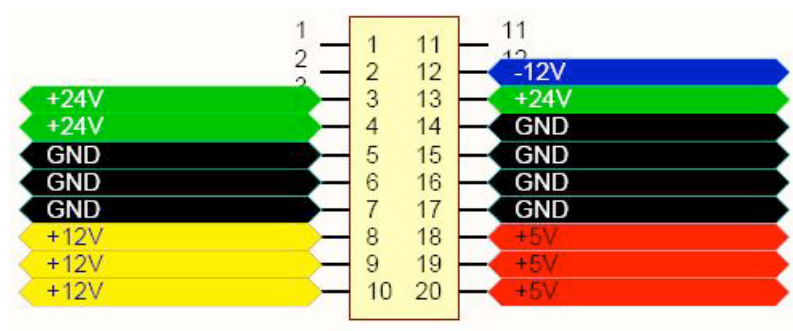 1 1 11 11
2 2 12 12 -12V
+24V 3 13 +24V
+24V 4 14 GND
GND 5 15 GND
GND 6 16 GND
GND 7 17 GND
+12V 8 18 +5V
+12V 9 19 +5V
+12V 10 20 +5V